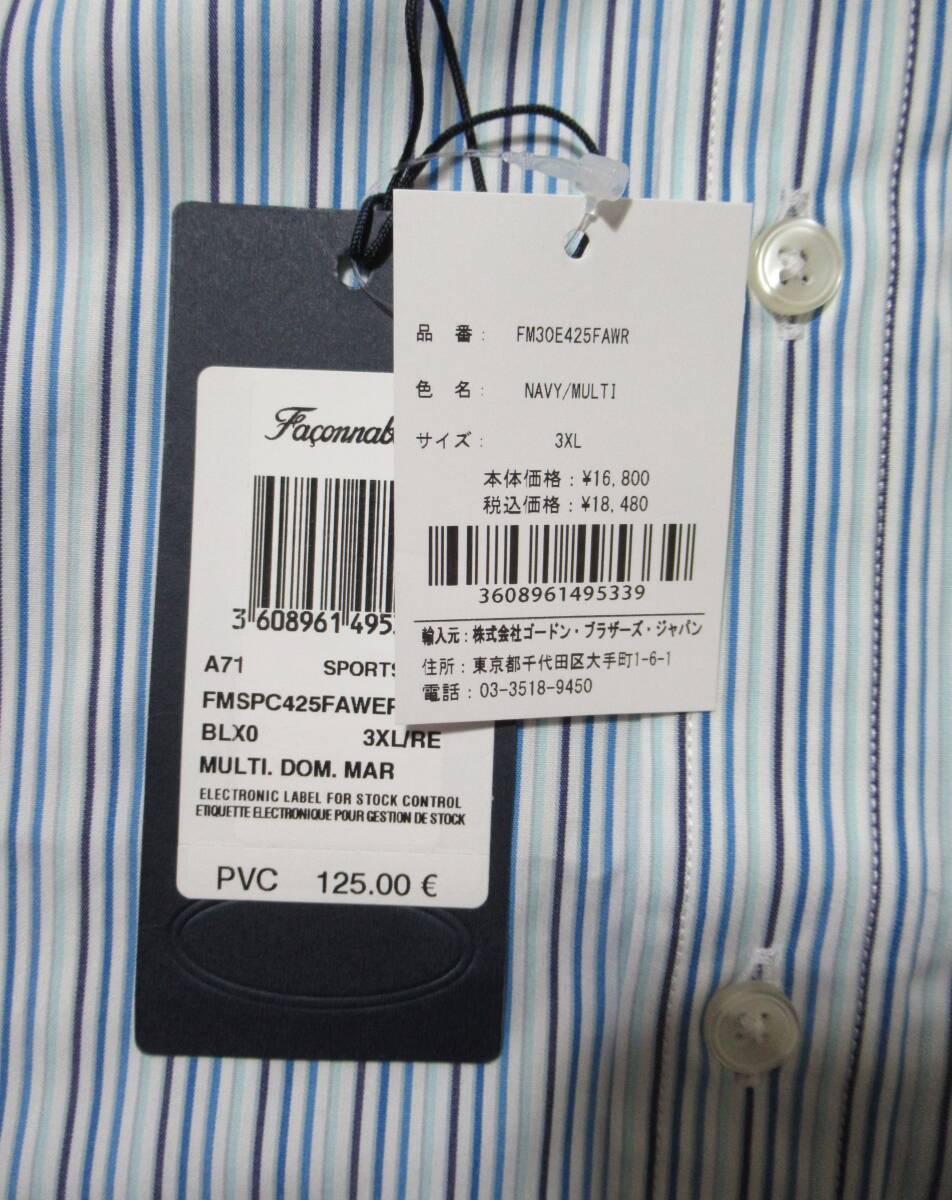 Façonnab
3 608961 495
A71 SPORTS
FMSPC425FAWE
BLX0 3XL/RE
MULTI. DOM. MAR
ELECTRONIC LABEL FOR STOCK CONTROL
ETIQUETTE ELECTRONIQUE POUR GESTION DE STOCK
PVC 125.00 €
品 番: FM30E425FAWR
色 名: NAVY/MULTI
サイズ: 3XL
本体価格:¥16,800
税込価格:¥18,480
3608961495339
輸入元:株式会社ゴードン・ブラザーズ・ジャパン
住所:東京都千代田区大手町1-6-1
電話:03-3518-9450